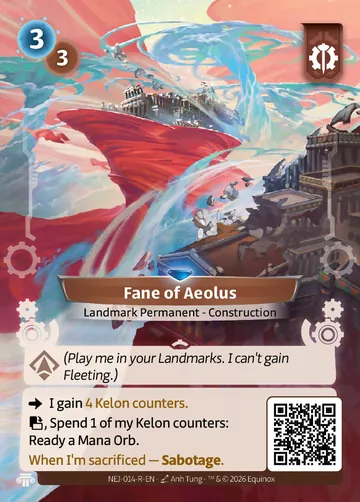 3
3
Fane of Aeolus
Landmark Permanent - Construction
(Play me in your Landmarks. I can't gain
Fleeting.)
I gain 4 Kelon counters.
, Spend 1 of my Kelon counters:
Ready a Mana Orb.
When I'm sacrificed — Sabotage.
NEJ-014-R-EN - Anh Tung - ™ & © 2026 Equinox